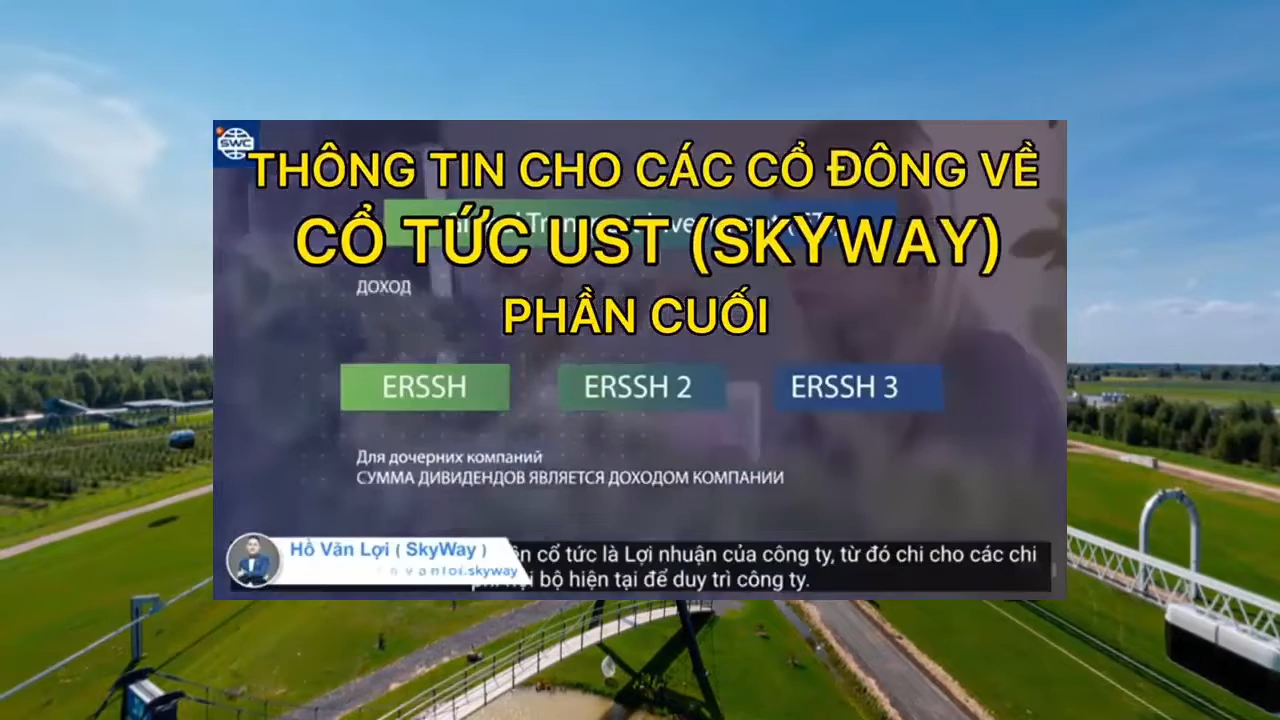 SWC
THÔNG TIN CHO CÁC CỔ ĐÔNG VỀ
CỔ TỨC UST (SKYWAY)
ДОХОД
PHẦN CUỐI
ERSSH
ERSSH 2
ERSSH 3
Для дочерних компаний
СУММА ДИВИДЕНДОВ ЯВЛЯЕТСЯ ДОХОДОМ КОМПАНИИ
Hồ Văn Lợi ( SkyWay )
cổ tức là Lợi nhuận của công ty, từ đó chi cho các chi
.skyway
bộ hiện tại để duy trì công ty.